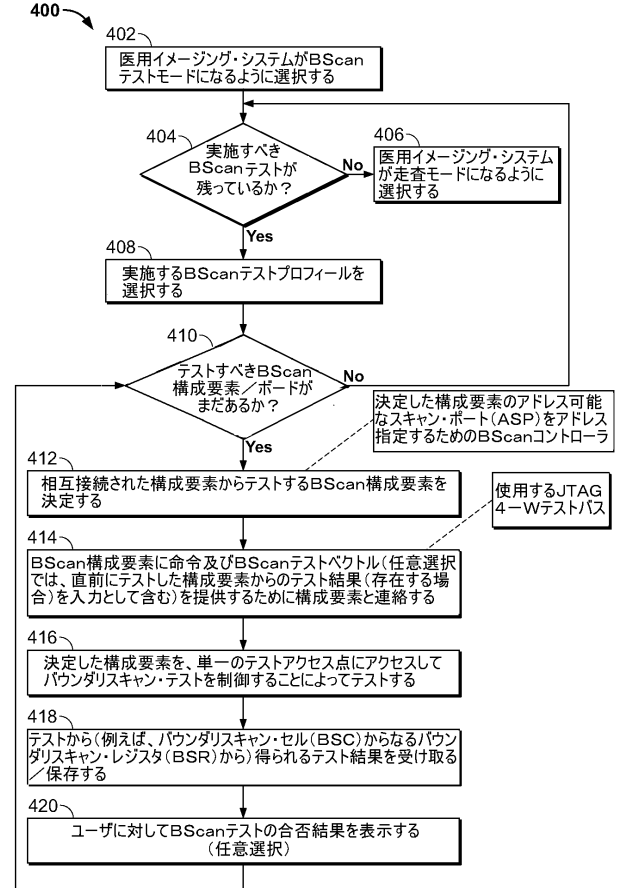 400
402
医用イメージング・システムがBScan
テストモードになるように選択する
404
実施すべき
BScanテストが
残っているか？
No
406
医用イメージング・システム
が走査モードになるように
選択する
Yes
408
実施するBScanテストプロフィールを
選択する
410
テストすべきBScan
構成要素／ボードが
まだあるか？
No
Yes
決定した構成要素のアドレス可能
なスキャン・ポート（ASP）をアドレス
指定するためのBScanコントローラ
412
相互接続された構成要素からテストするBScan構成要素を
決定する
使用するJTAG
4－Wテストバス
414
BScan構成要素に命令及びBScanテストベクトル（任意選択
では、直前にテストした構成要素からのテスト結果（存在する場
合）を入力として含む）を提供するために構成要素と連絡する
416
決定した構成要素を、単一のテストアクセス点にアクセスして
バウンダリスキャン・テストを制御することによってテストする
418
テストから（例えば、バウンダリスキャン・セル（BSC）からなるバウン
ダリスキャン・レジスタ（BSR）から）得られるテスト結果を受け取る
／保存する
420
ユーザに対してBScanテストの合否結果を表示する
（任意選択）